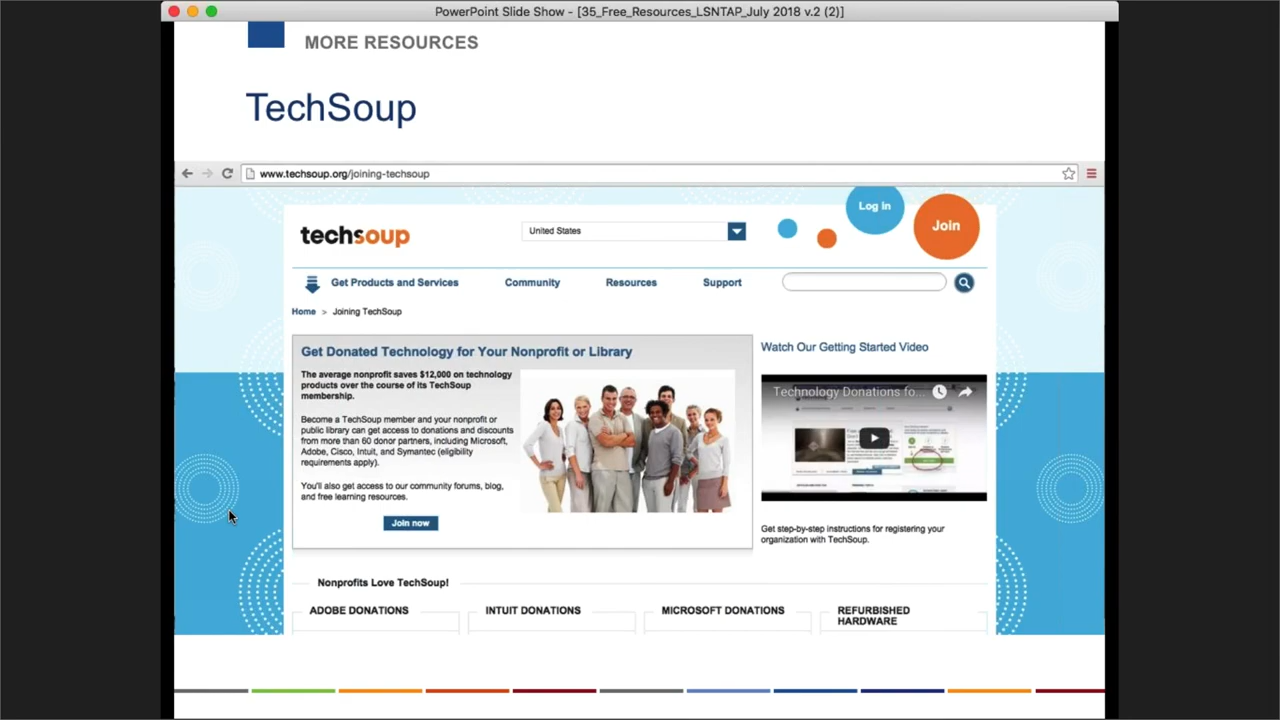 PowerPoint Slide Show - [35_Free_Resources_LSNTAP_July 2018 v.2 (2)]
MORE RESOURCES
TechSoup
www.techsoup.org/joining-techsoup
Log in
Join
techsoup
United States
Get Products and Services
Community
Resources
Support
Home > Joining TechSoup
Get Donated Technology for Your Nonprofit or Library
The average nonprofit saves $12,000 on technology
products over the course of its TechSoup
membership.
Become a TechSoup member and your nonprofit or
public library can get access to donations and discounts
from more than 60 donor partners, including Microsoft,
Adobe, Cisco, Intuit, and Symantec (eligibility
requirements apply).
You'll also get access to our community forums, blog,
and free learning resources.
Join now
Watch Our Getting Started Video
Technology Donations fo...
Get step-by-step instructions for registering your
organization with TechSoup.
Nonprofits Love TechSoup!
ADOBE DONATIONS
INTUIT DONATIONS
MICROSOFT DONATIONS
REFURBISHED
HARDWARE